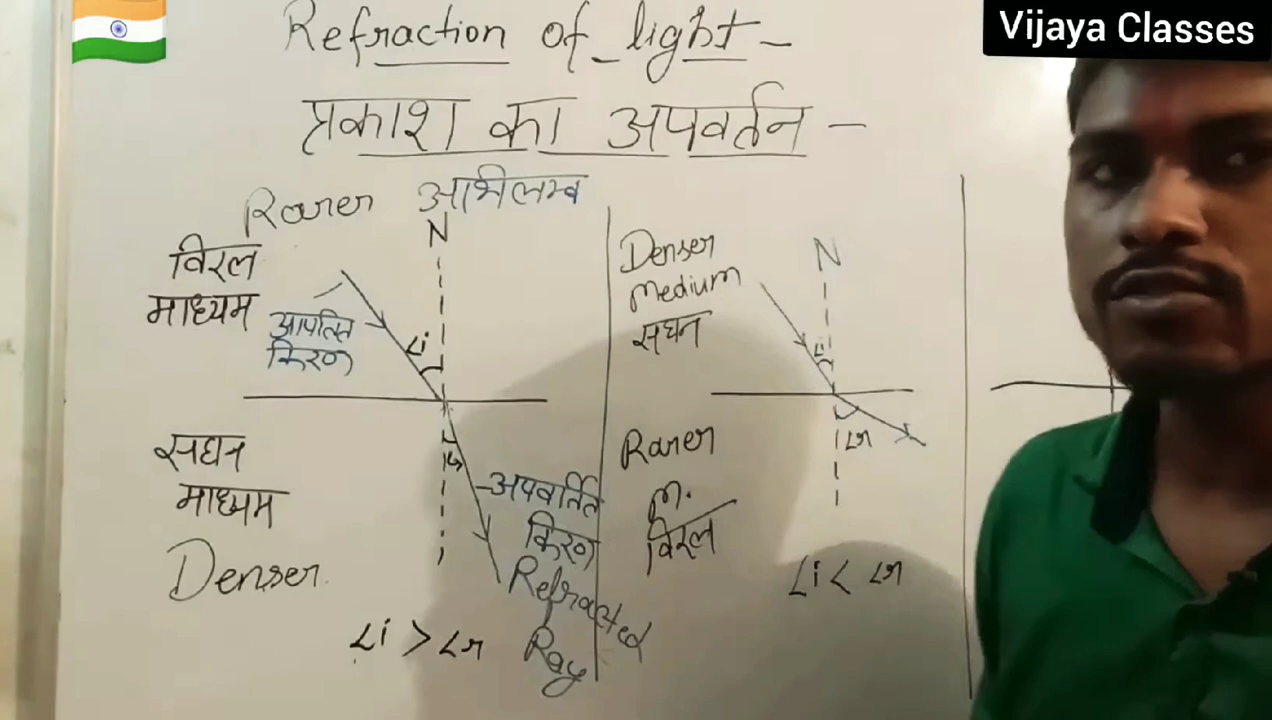 Vijaya Classes
Refraction of light -
प्रकाश का अपवर्तन -
Rarer
अभिलम्ब
N
विरल
माध्यम
आपतित
किरण
∠i
सघन
माध्यम
Denser
∠r
अपवर्तित
किरण
Refracted
Ray
∠i > ∠r
Denser
medium
सघन
N
∠i
Rarer
m.
विरल
∠r
∠i < ∠r